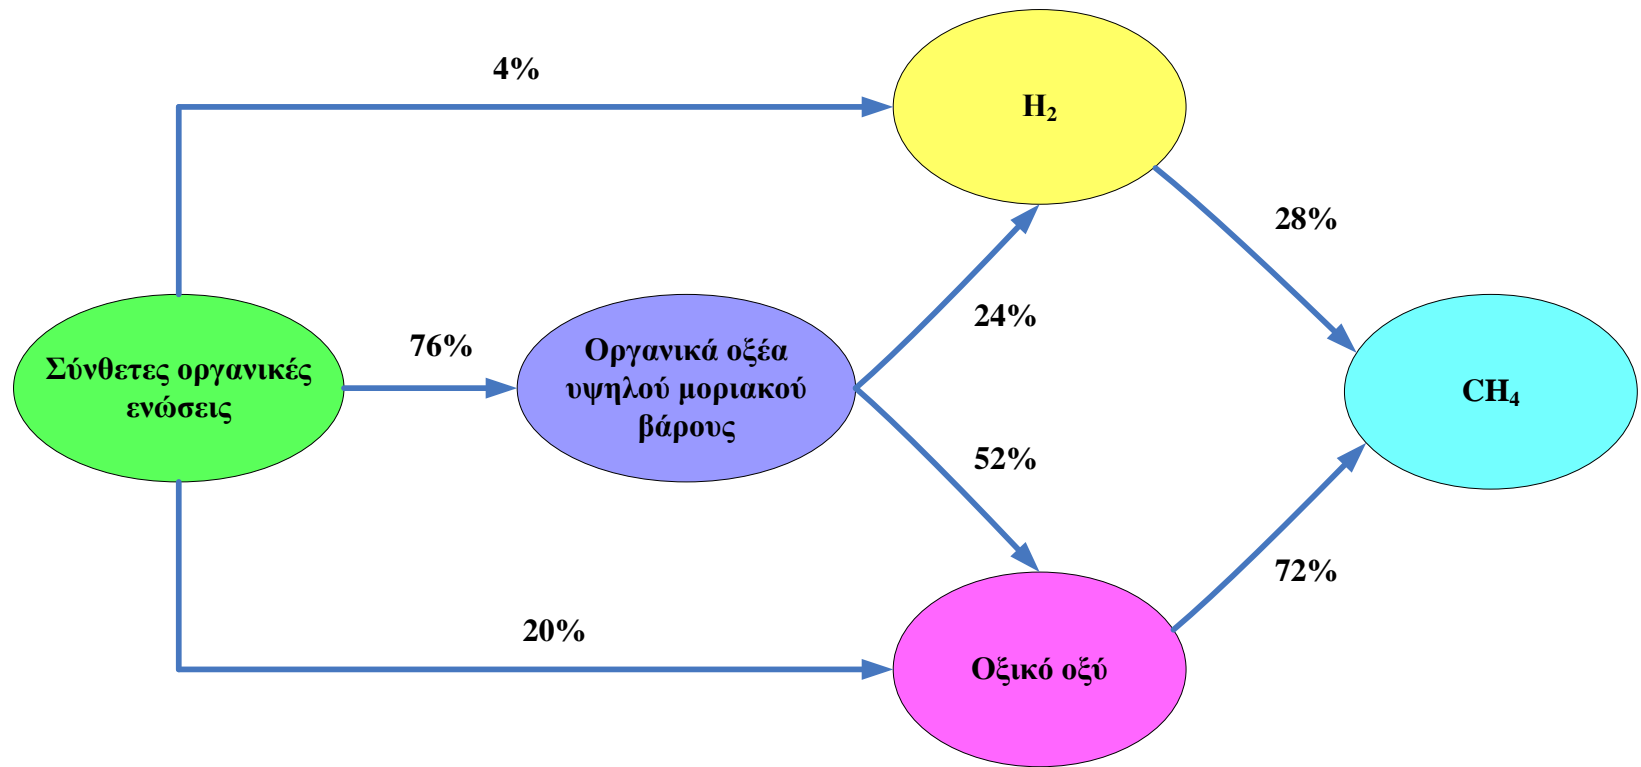 4%
H₂
28%
24%
76%
Σύνθετες οργανικές
ενώσεις
Οργανικά οξέα
υψηλού μοριακού
βάρους
CH₄
52%
72%
20%
Οξικό οξύ